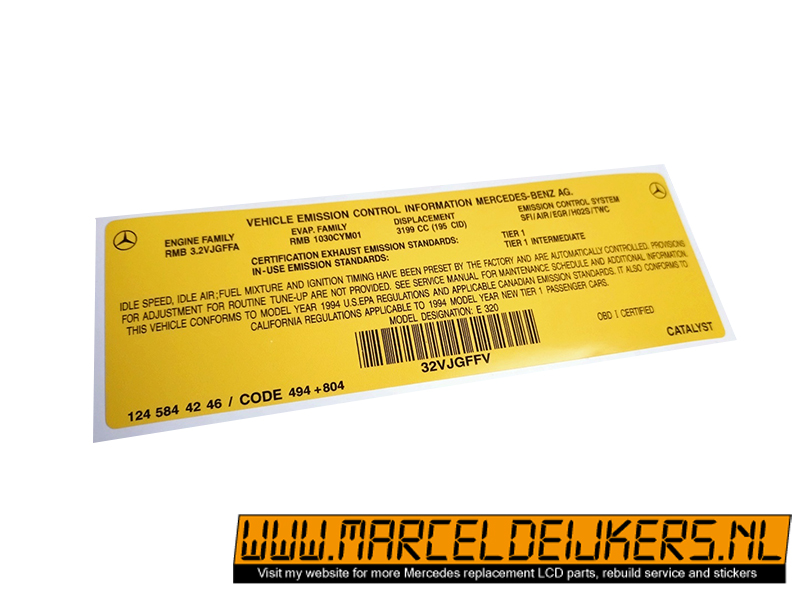 VEHICLE EMISSION CONTROL INFORMATION MERCEDES-BENZ AG.
ENGINE FAMILY
RMB 3.2VJGFFA
EVAP. FAMILY
RMB 1030CYM01
DISPLACEMENT
3199 CC (195 CID)
EMISSION CONTROL SYSTEM
SFI/AIR/EGR/H02S/TWC
CERTIFICATION EXHAUST EMISSION STANDARDS: TIER 1
IN-USE EMISSION STANDARDS: TIER 1 INTERMEDIATE
IDLE SPEED, IDLE AIR;FUEL MIXTURE AND IGNITION TIMING HAVE BEEN PRESET BY THE FACTORY AND ARE AUTOMATICALLY CONTROLLED. PROVISIONS
FOR ADJUSTMENT FOR ROUTINE TUNE-UP ARE NOT PROVIDED. SEE SERVICE MANUAL FOR MAINTENANCE SCHEDULE AND ADDITIONAL INFORMATION.
THIS VEHICLE CONFORMS TO MODEL YEAR 1994 U.S.EPA REGULATIONS AND APPLICABLE CANADIAN EMISSION STANDARDS. IT ALSO CONFORMS TO
CALIFORNIA REGULATIONS APPLICABLE TO 1994 MODEL YEAR NEW TIER 1 PASSENGER CARS.
MODEL DESIGNATION: E 320
OBD I CERTIFIED
32VJGFFV
CATALYST
124 584 42 46 / CODE 494+804
WWW.MARCELDEIJKERS.NL
Visit my website for more Mercedes replacement LCD parts, rebuild service and stickers